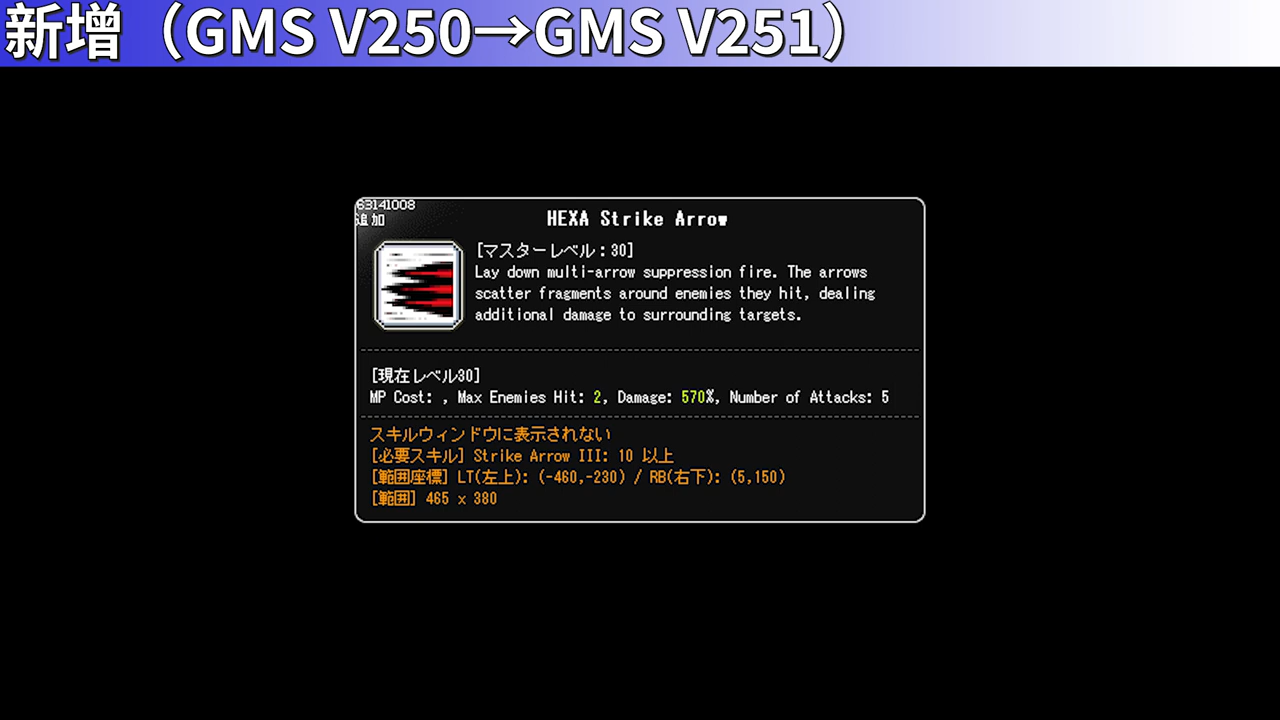 新增（GMS V250→GMS V251）
63141008
追加
HEXA Strike Arrow
[マスターレベル：30]
Lay down multi-arrow suppression fire. The arrows
scatter fragments around enemies they hit, dealing
additional damage to surrounding targets.
[現在レベル30]
MP Cost: , Max Enemies Hit: 2, Damage: 570%, Number of Attacks: 5
スキルウィンドウに表示されない
[必要スキル] Strike Arrow III: 10 以上
[範囲座標] LT(左上): (-460,-230) / RB(右下): (5,150)
[範囲] 465 x 380